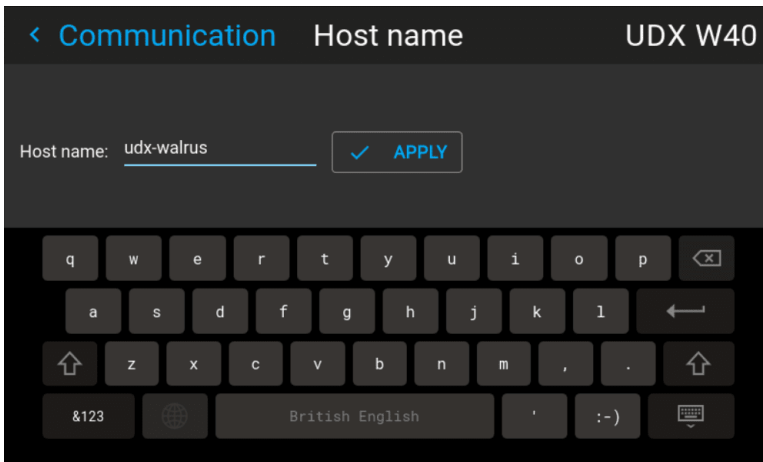 Communication Host name UDX W40
Host name: udx-walrus APPLY
q w e r t y u i o p
a s d f g h j k l
z x c v b n m , .
&123 British English ' :-)